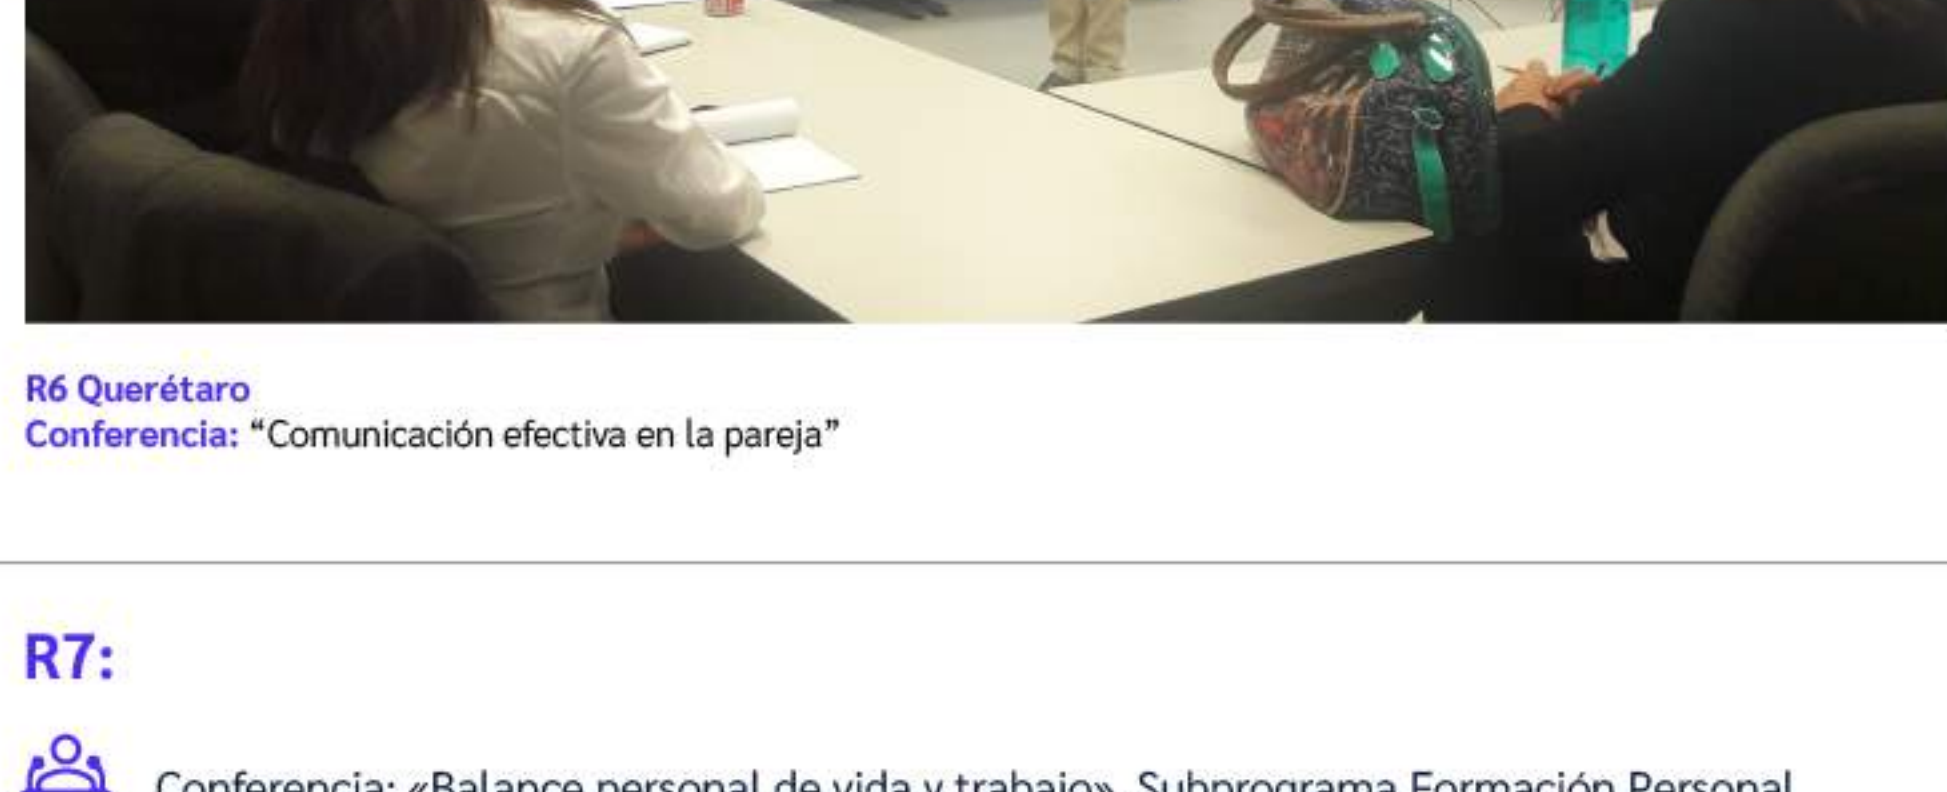 R6 Querétaro
Conferencia: “Comunicación efectiva en la pareja”
R7:
Conferencia: «Balance personal de vida y trabajo». Subprograma Formación Personal